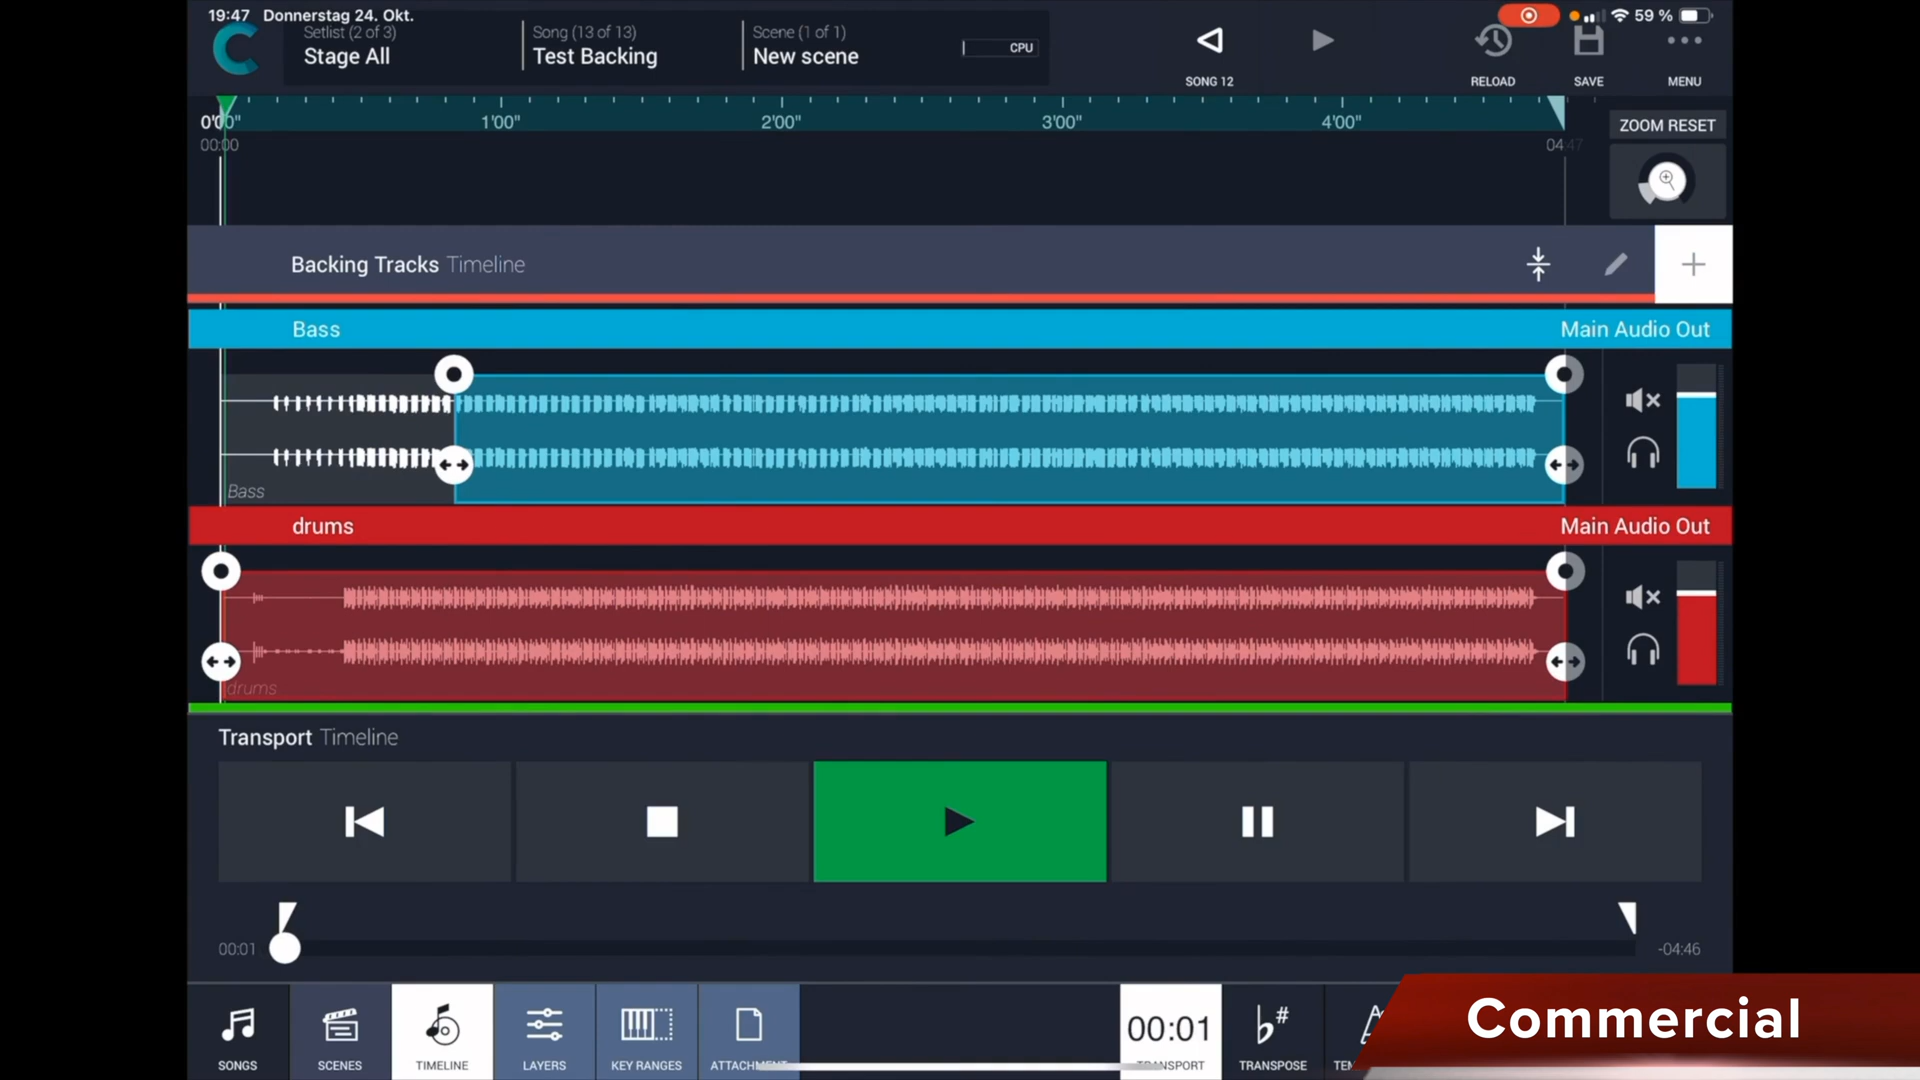 19:47 Donnerstag 24. Okt.
59 %
Setlist (2 of 3)
Stage All
Song (13 of 13)
Test Backing
Scene (1 of 1)
New scene
CPU
SONG 12
RELOAD
SAVE
MENU
0'00"
1'00"
2'00"
3'00"
4'00"
00:00
04:47
ZOOM RESET
Backing Tracks Timeline
Bass
Main Audio Out
Bass
drums
Main Audio Out
drums
Transport Timeline
00:01
-04:46
SONGS
SCENES
TIMELINE
LAYERS
KEY RANGES
00:01
TRANSPORT
TRANSPOSE
Commercial